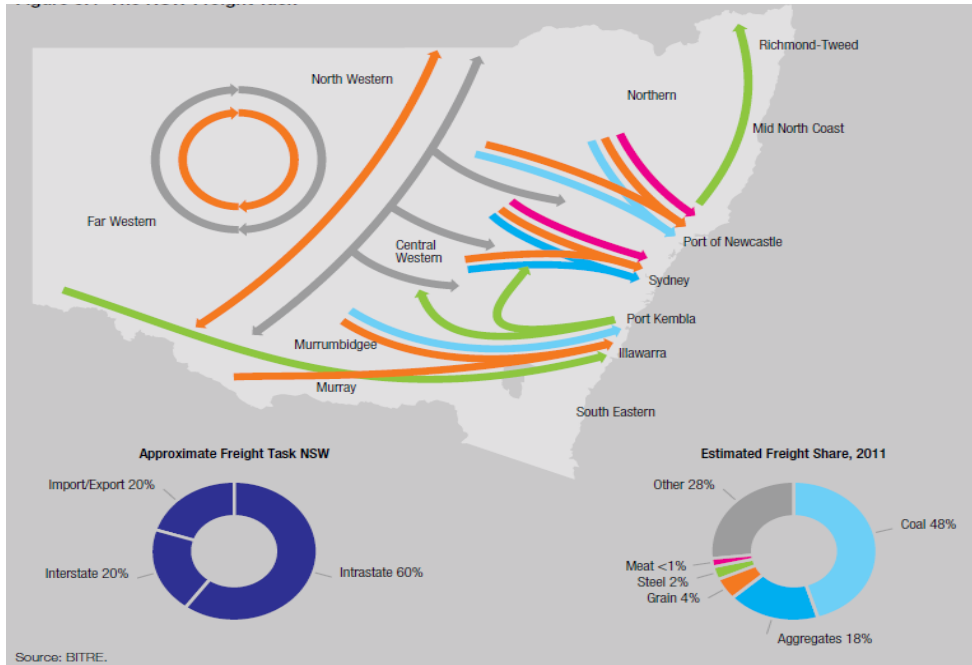 North Western
Richmond-Tweed
Northern
Mid North Coast
Far Western
Port of Newcastle
Central
Western
Sydney
Port Kembla
Murrumbidgee
Illawarra
Murray
South Eastern
Approximate Freight Task NSW
Import/Export 20%
Interstate 20%
Intrastate 60%
Estimated Freight Share, 2011
Other 28%
Coal 48%
Meat <1%
Steel 2%
Grain 4%
Aggregates 18%
Source: BITRE.